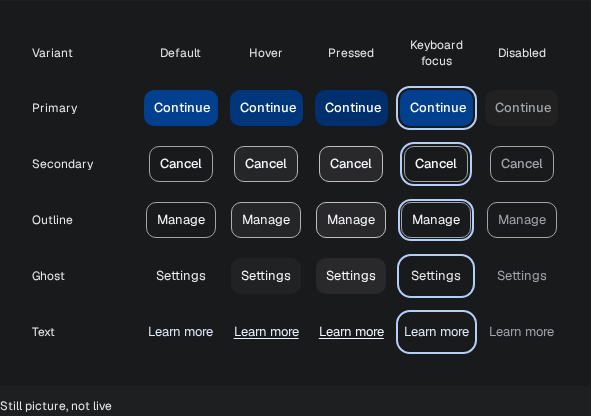 Variant Default Hover Pressed Keyboard focus Disabled
Primary Continue Continue Continue Continue Continue
Secondary Cancel Cancel Cancel Cancel Cancel
Outline Manage Manage Manage Manage Manage
Ghost Settings Settings Settings Settings Settings
Text Learn more Learn more Learn more Learn more Learn more
Still picture, not live